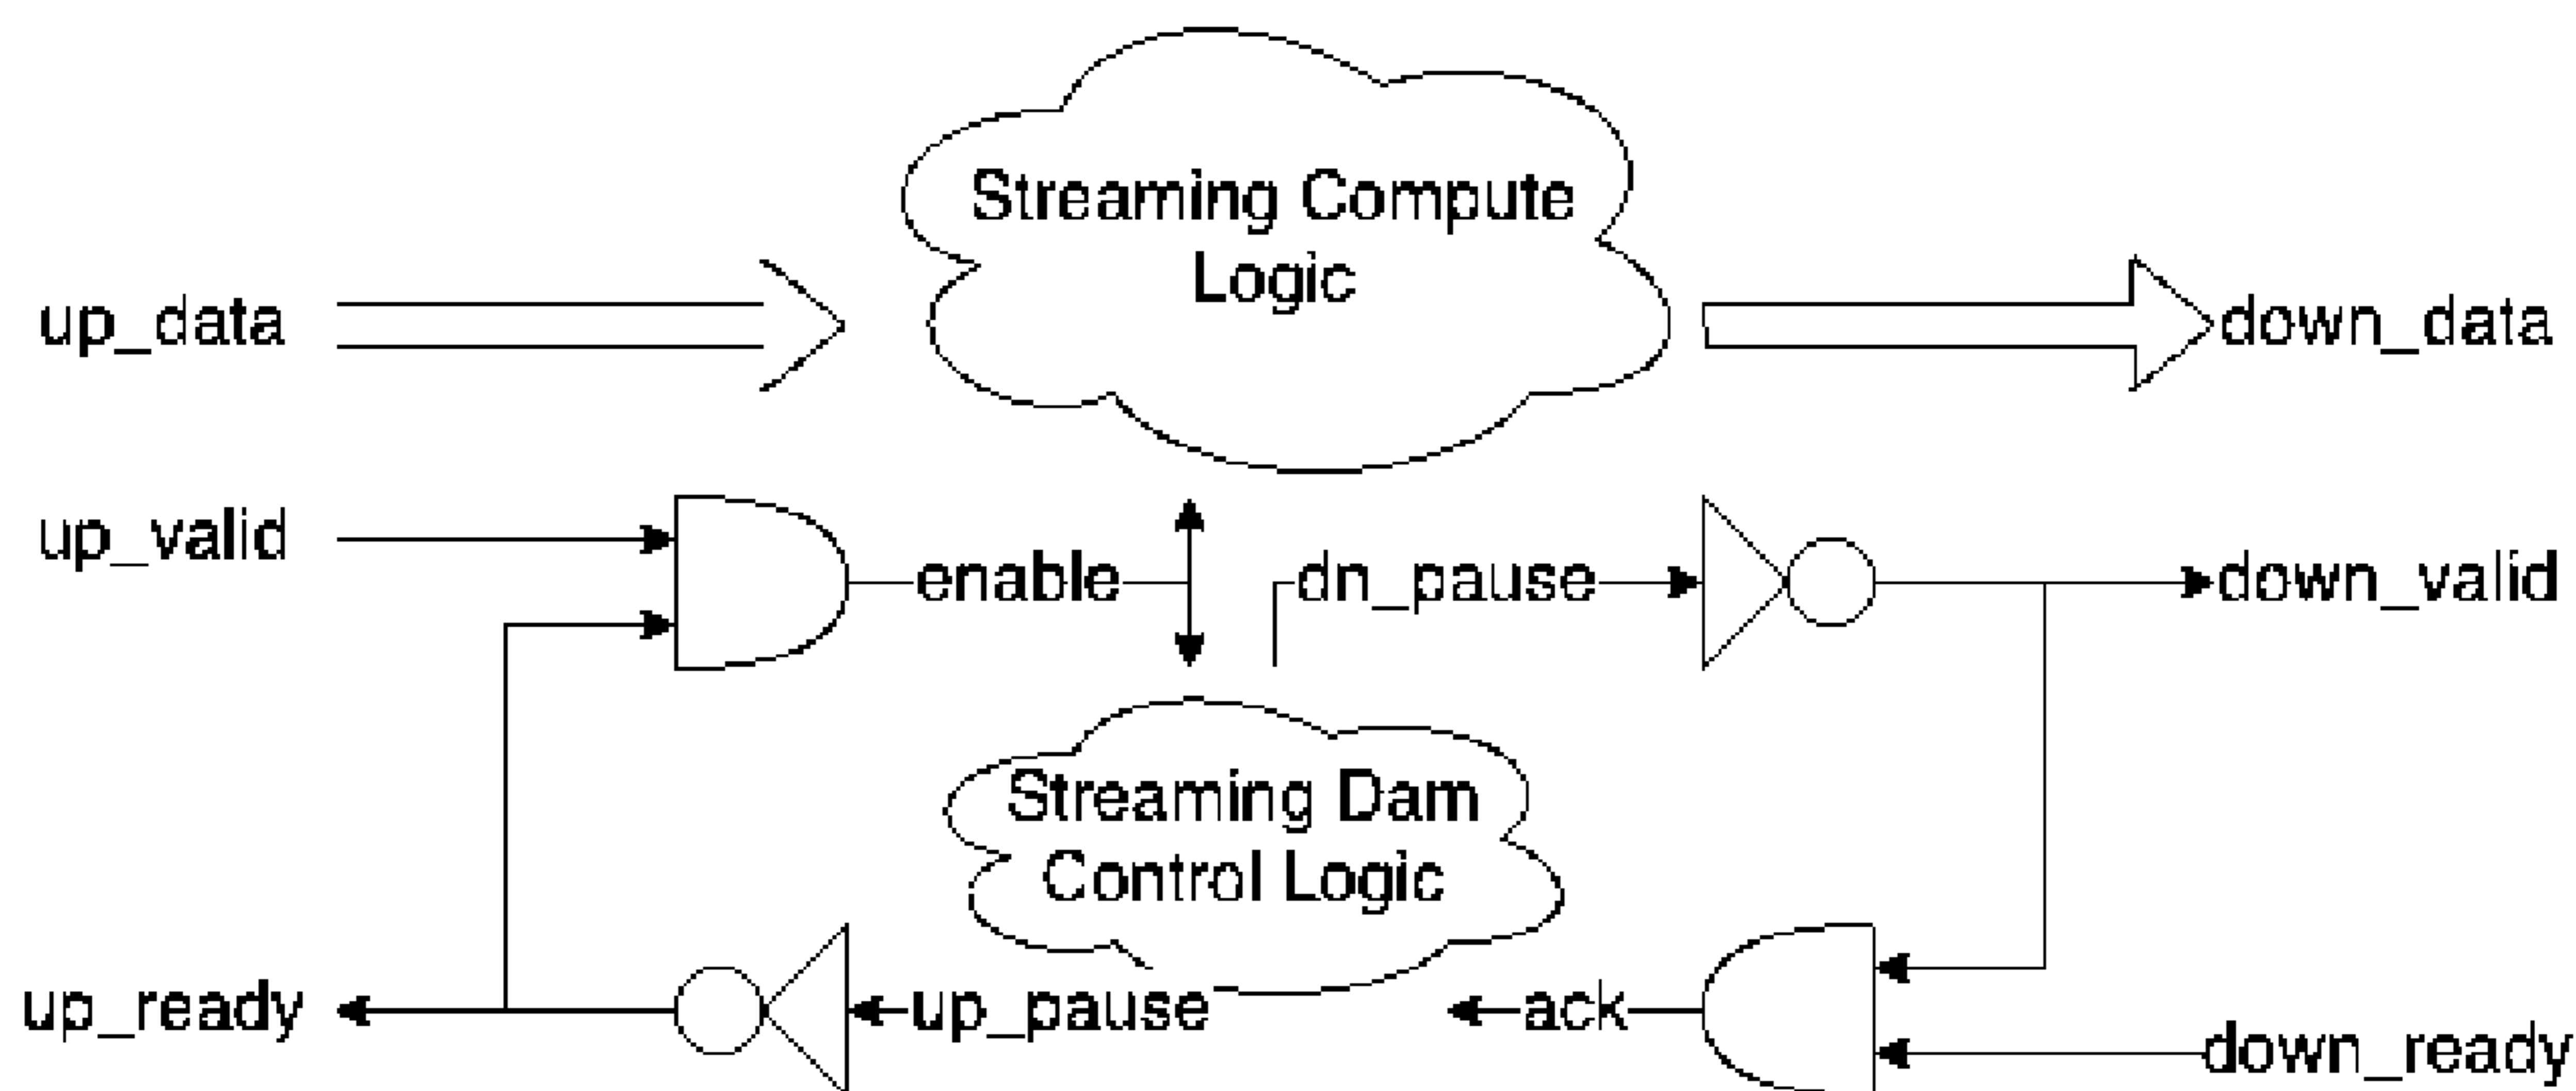 Streaming Compute
Logic
up_data
down_data
up_valid
enable
dn_pause
down_valid
Streaming Dam
Control Logic
up_ready
up_pause
ack
down_ready